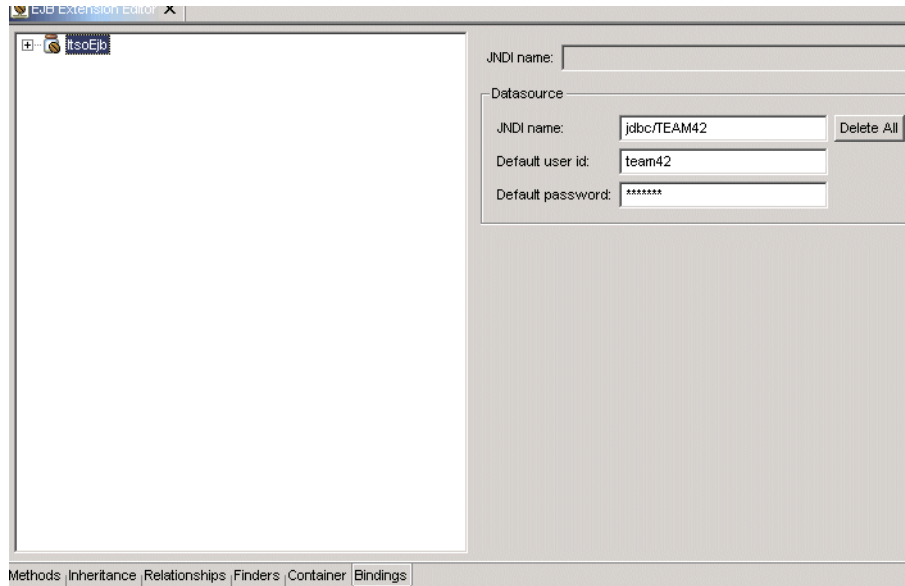 EJB Extension Editor X
ItsoEjb
JNDI name:
Datasource
JNDI name: jdbc/TEAM42 Delete All
Default user id: team42
Default password: *******
Methods Inheritance Relationships Finders Container Bindings